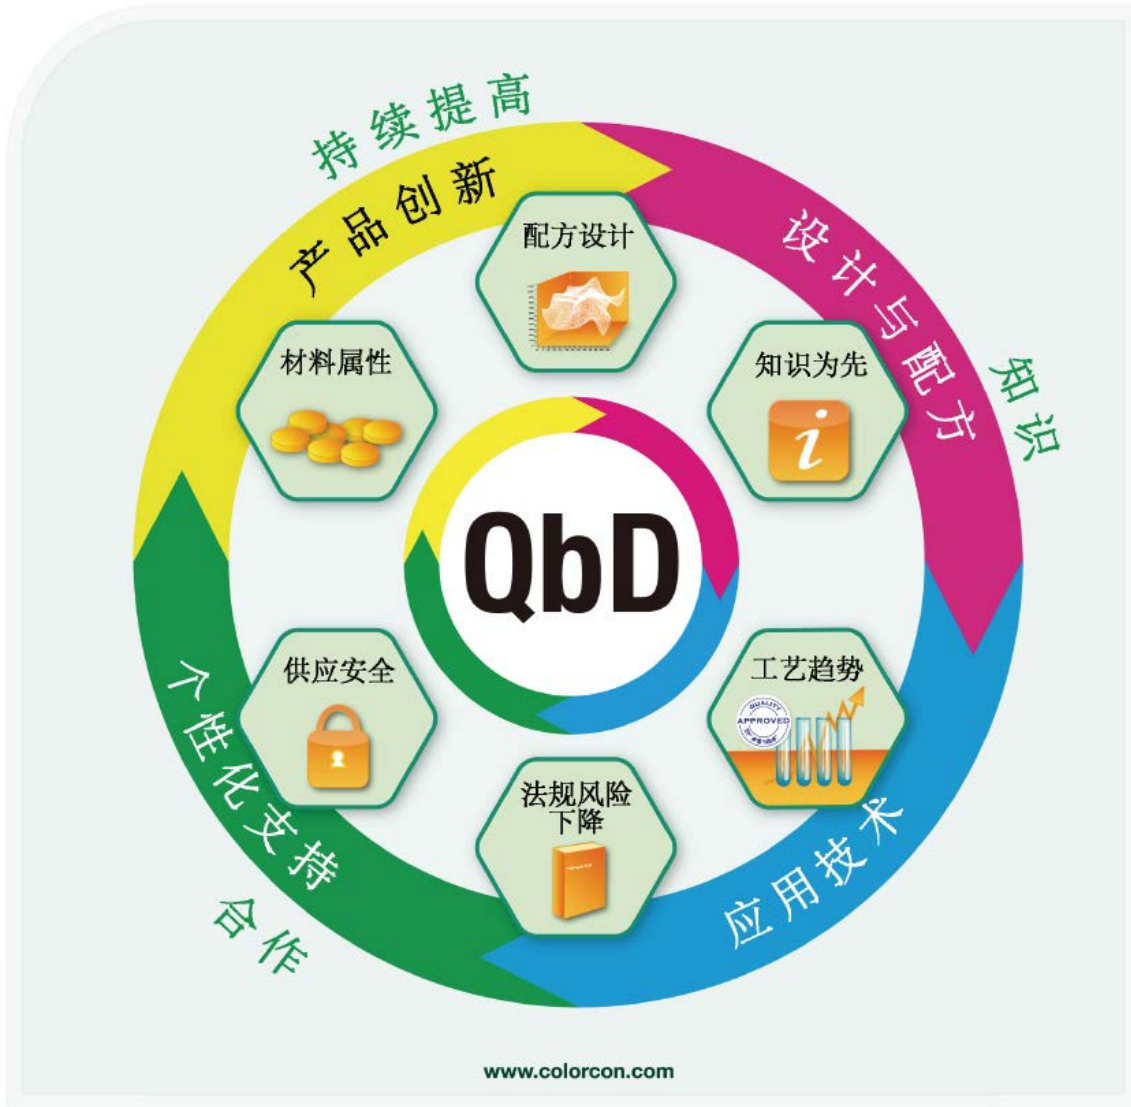 持续提高
产品创新
设计与配方
知识
应用技术
个性化支持
合作
配方设计
材料属性
知识为先
i
QbD
供应安全
工艺趋势
QUALITY
APPROVED
法规风险
下降
www.colorcon.com